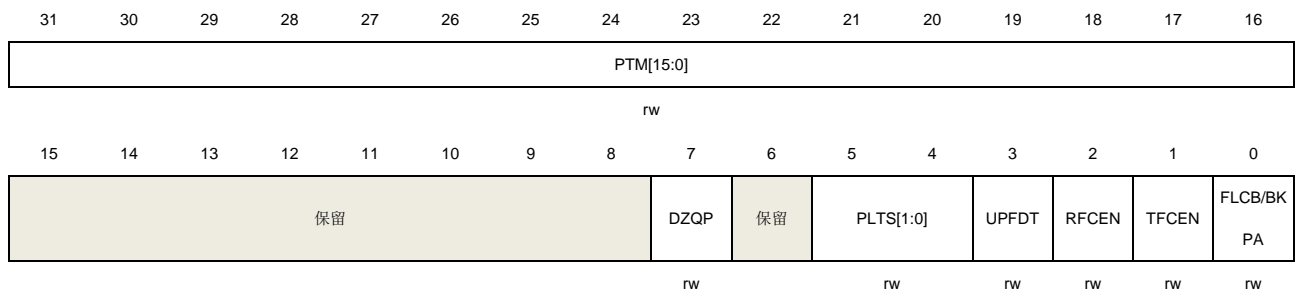 31 30 29 28 27 26 25 24 23 22 21 20 19 18 17 16
PTM[15:0]
rw
15 14 13 12 11 10 9 8 7 6 5 4 3 2 1 0
保留 DZQP 保留 PLTS[1:0] UPFDT RFCEN TFCEN FLCB/BK
PA
rw rw rw rw rw rw